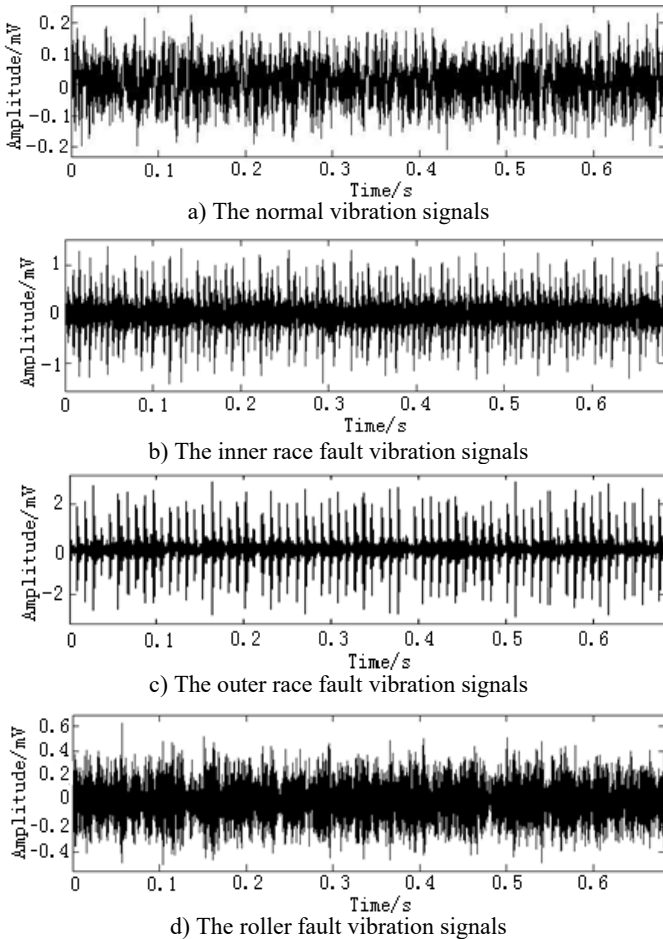 Amplitude/mV
0.2
0.1
0
-0.1
-0.2
0 0.1 0.2 0.3 0.4 0.5 0.6
Time/s
a) The normal vibration signals
Amplitude/mV
1
0
-1
0 0.1 0.2 0.3 0.4 0.5 0.6
Time/s
b) The inner race fault vibration signals
Amplitude/mV
2
0
-2
0 0.1 0.2 0.3 0.4 0.5 0.6
Time/s
c) The outer race fault vibration signals
Amplitude/mV
0.6
0.4
0.2
0
-0.2
-0.4
0 0.1 0.2 0.3 0.4 0.5 0.6
Time/s
d) The roller fault vibration signals